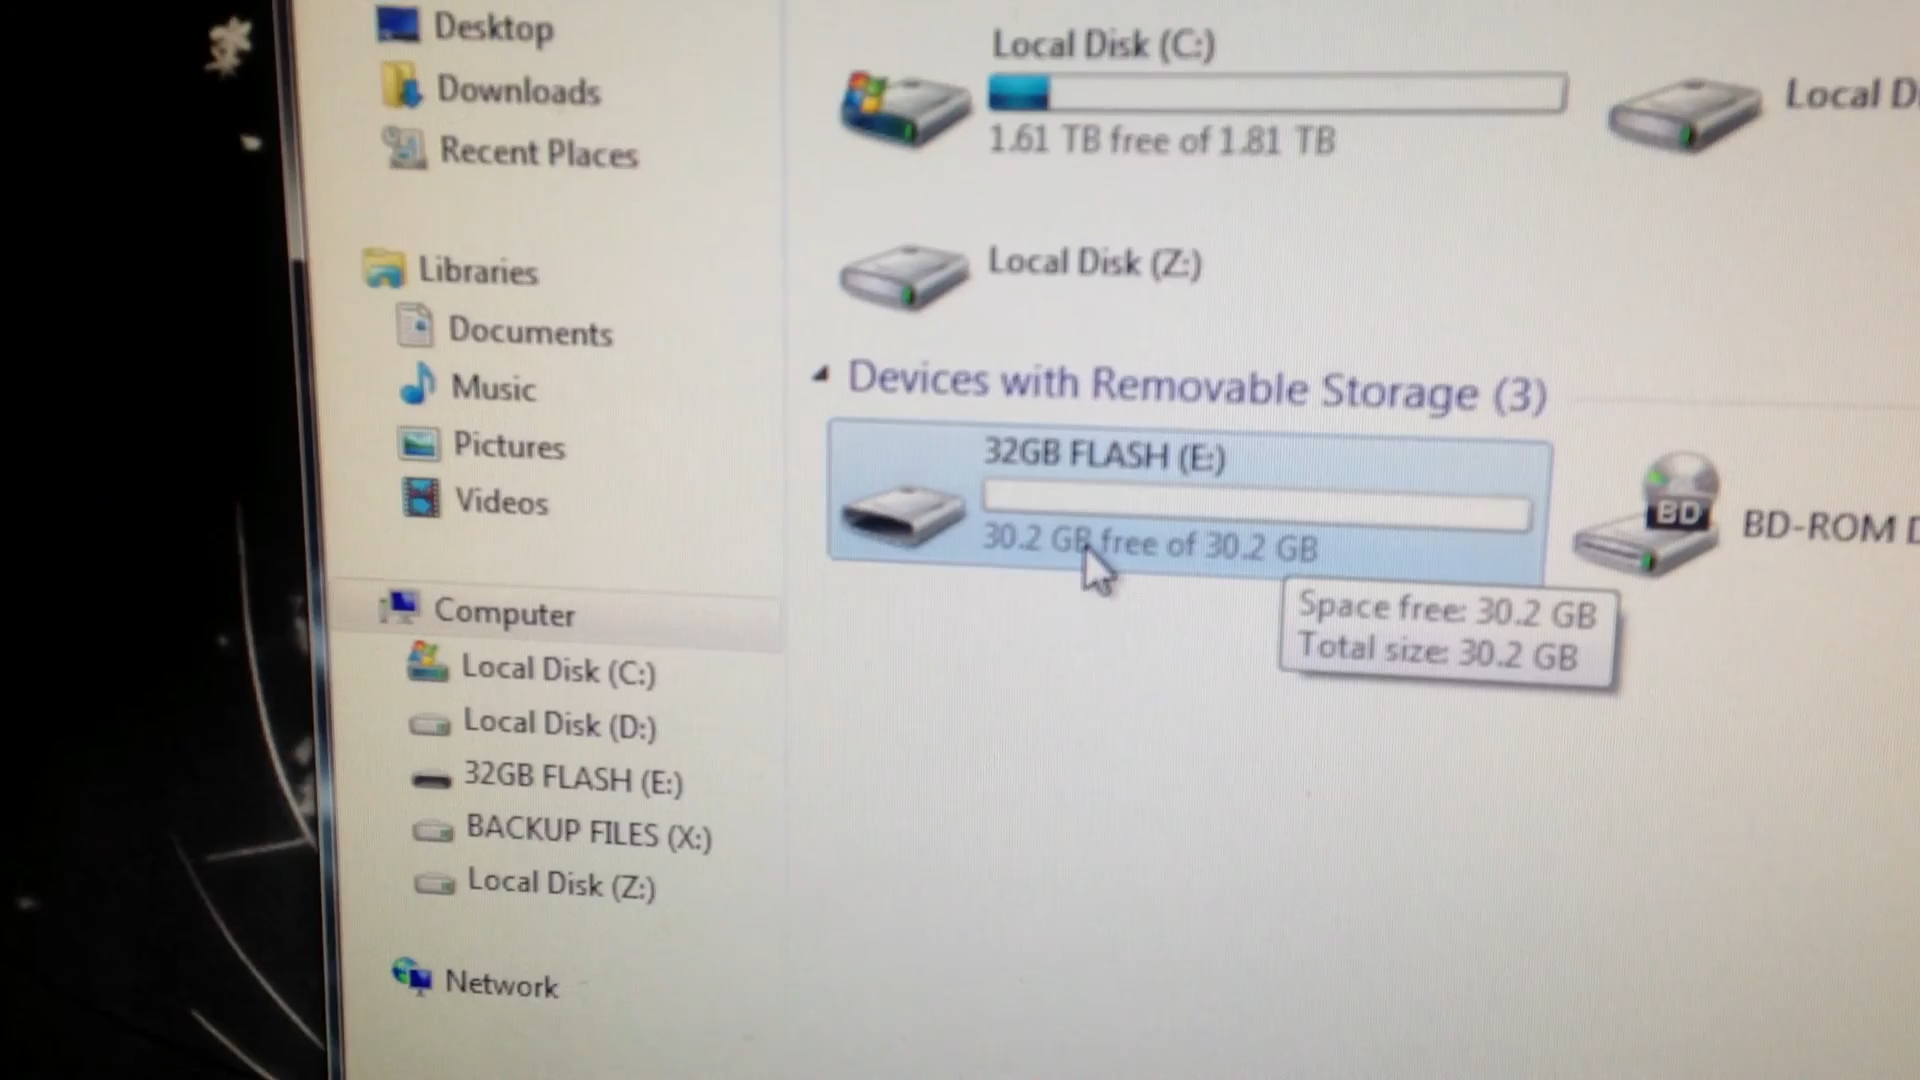 Desktop
Downloads
Recent Places
Libraries
Documents
Music
Pictures
Videos
Computer
Local Disk (C:)
Local Disk (D:)
32GB FLASH (E:)
BACKUP FILES (X:)
Local Disk (Z:)
Network
Local Disk (C:)
1.61 TB free of 1.81 TB
Local D
Local Disk (Z:)
Devices with Removable Storage (3)
32GB FLASH (E:)
30.2 GB free of 30.2 GB
BD
BD-ROM D
Space free: 30.2 GB
Total size: 30.2 GB